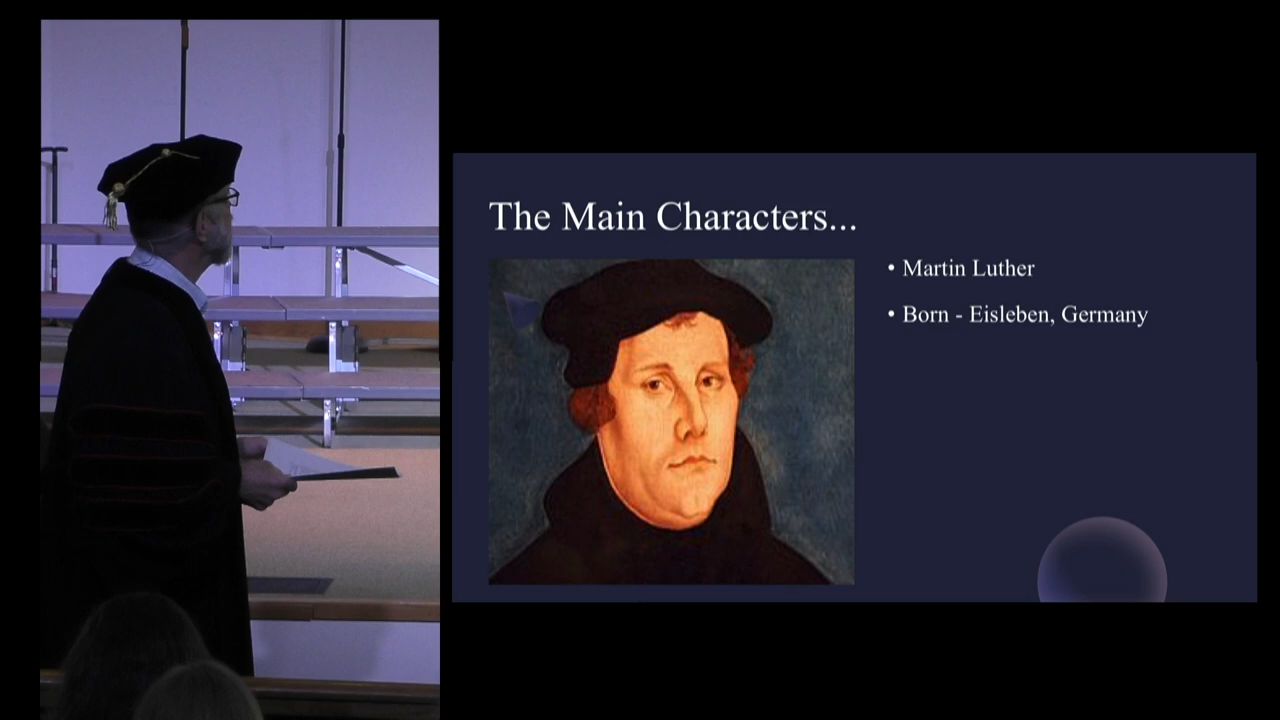 The Main Characters...
• Martin Luther
• Born - Eisleben, Germany